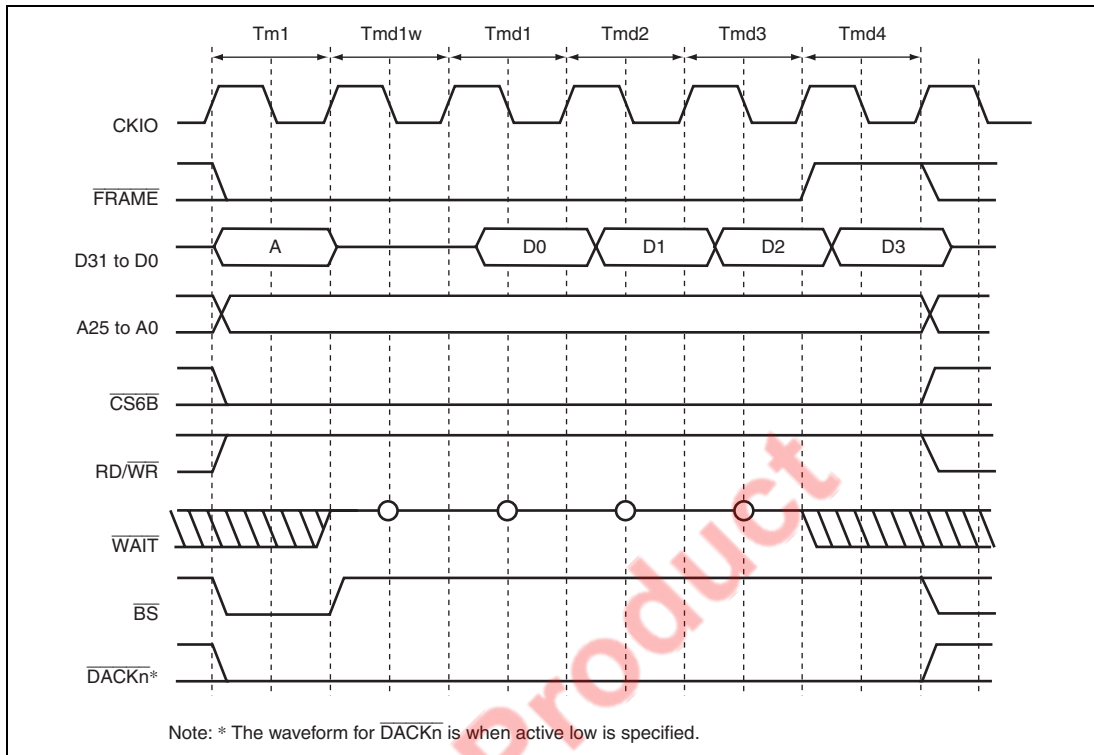 Tm1 Tmd1w Tmd1 Tmd2 Tmd3 Tmd4
CKIO
FRAME
A D0 D1 D2 D3
D31 to D0
A25 to A0
CS6B
RD/WR
WAIT
BS
DACKn*
Note: * The waveform for DACKn is when active low is specified.
Product